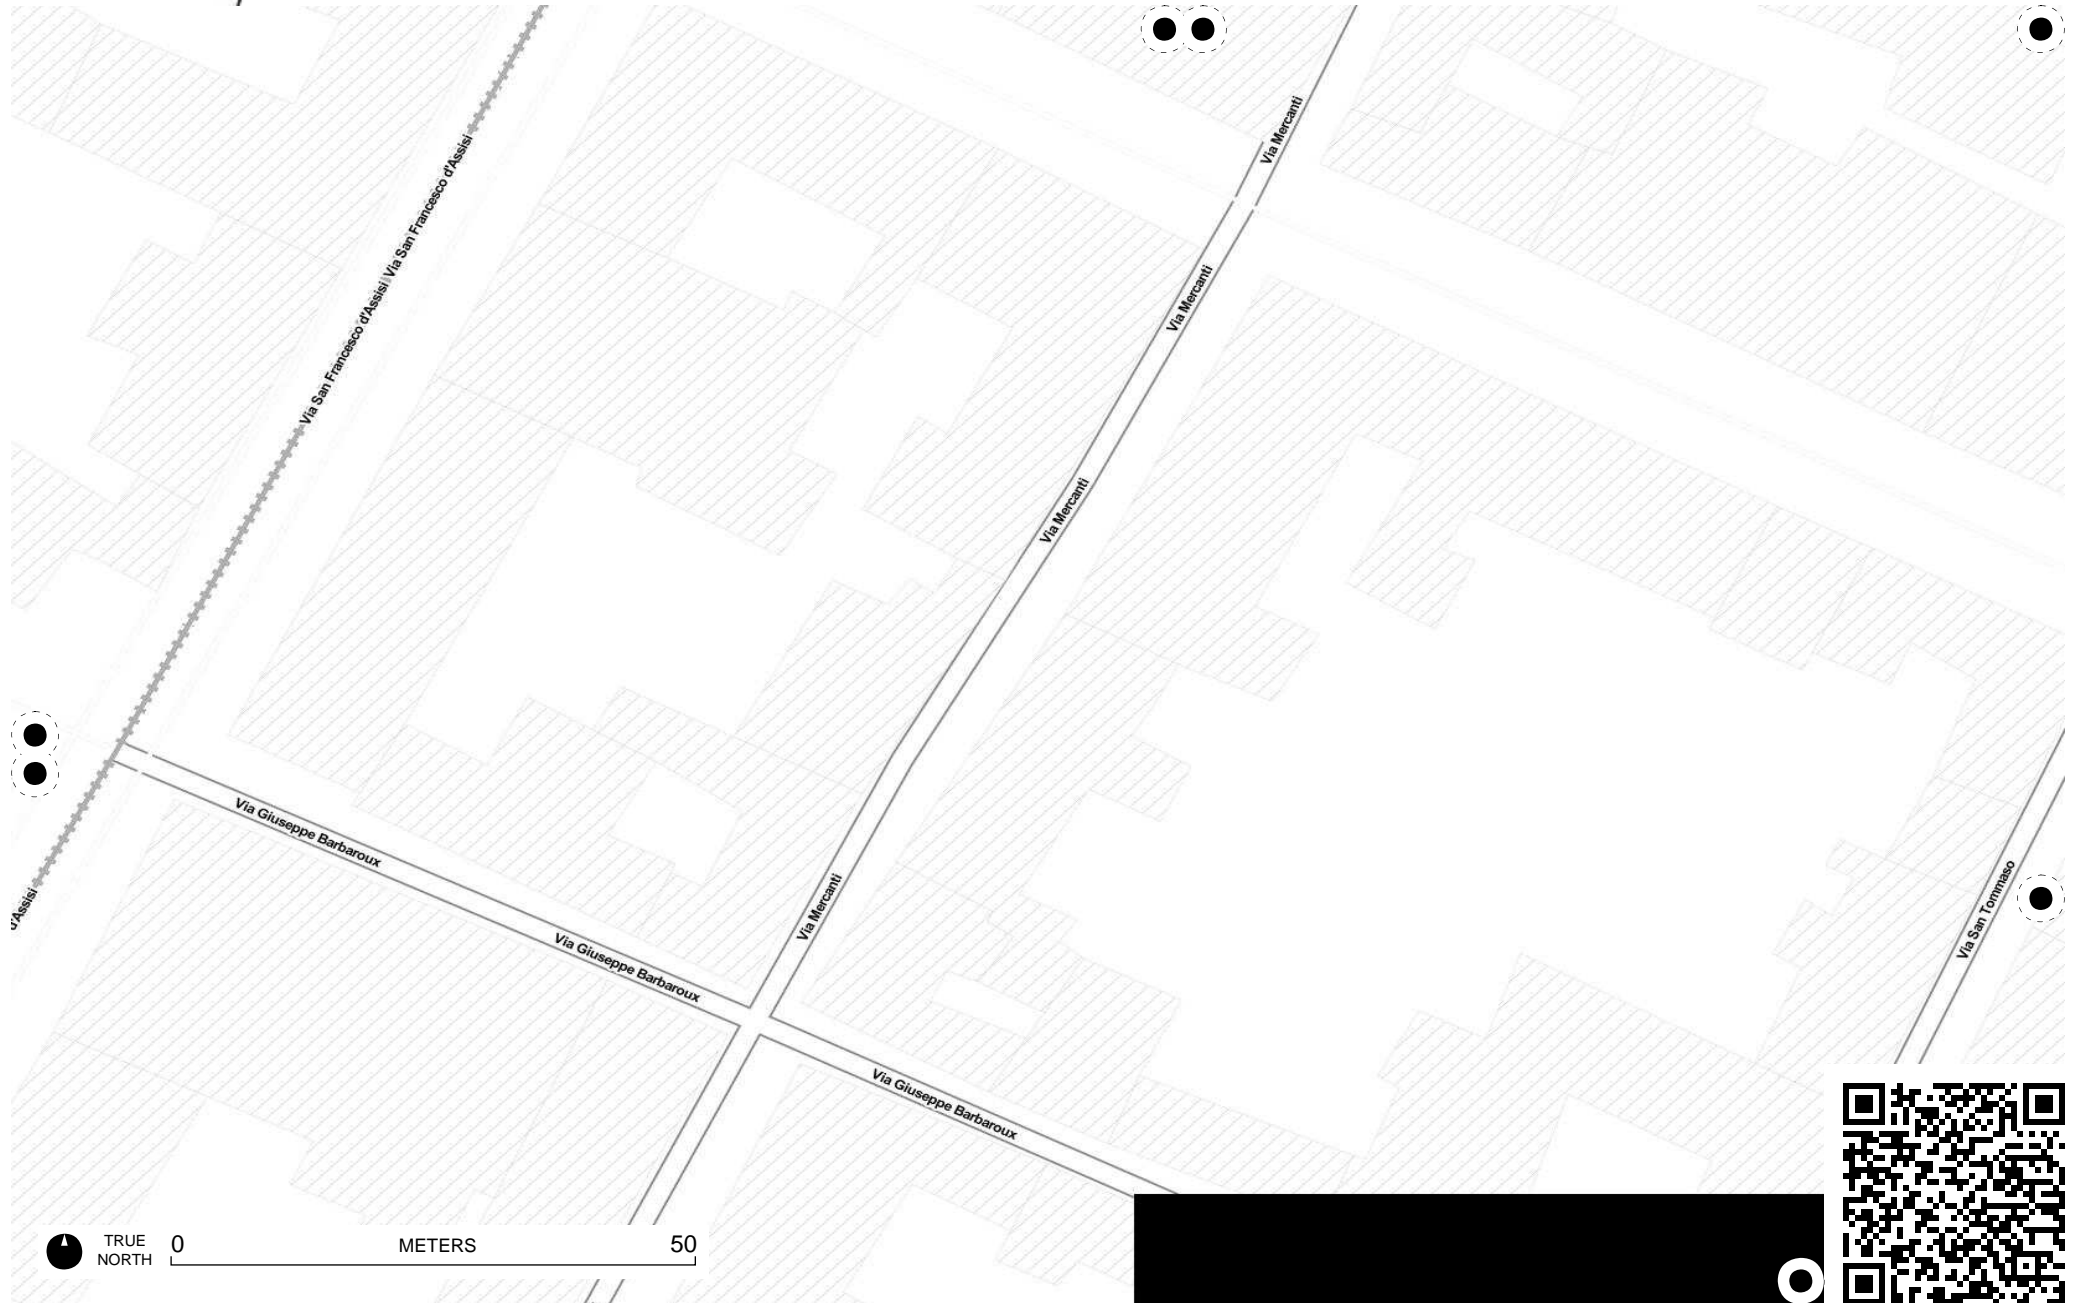 Via Mercanti
Via San Francesco d'Assisi
Via San Francesco d'Assisi
Via Mercanti
Via Mercanti
Via Giuseppe Barbaroux
Via Mercanti
d'Assisi
Via San Tommaso
Via Giuseppe Barbaroux
Via Giuseppe Barbaroux
TRUE
NORTH
0 METERS 50